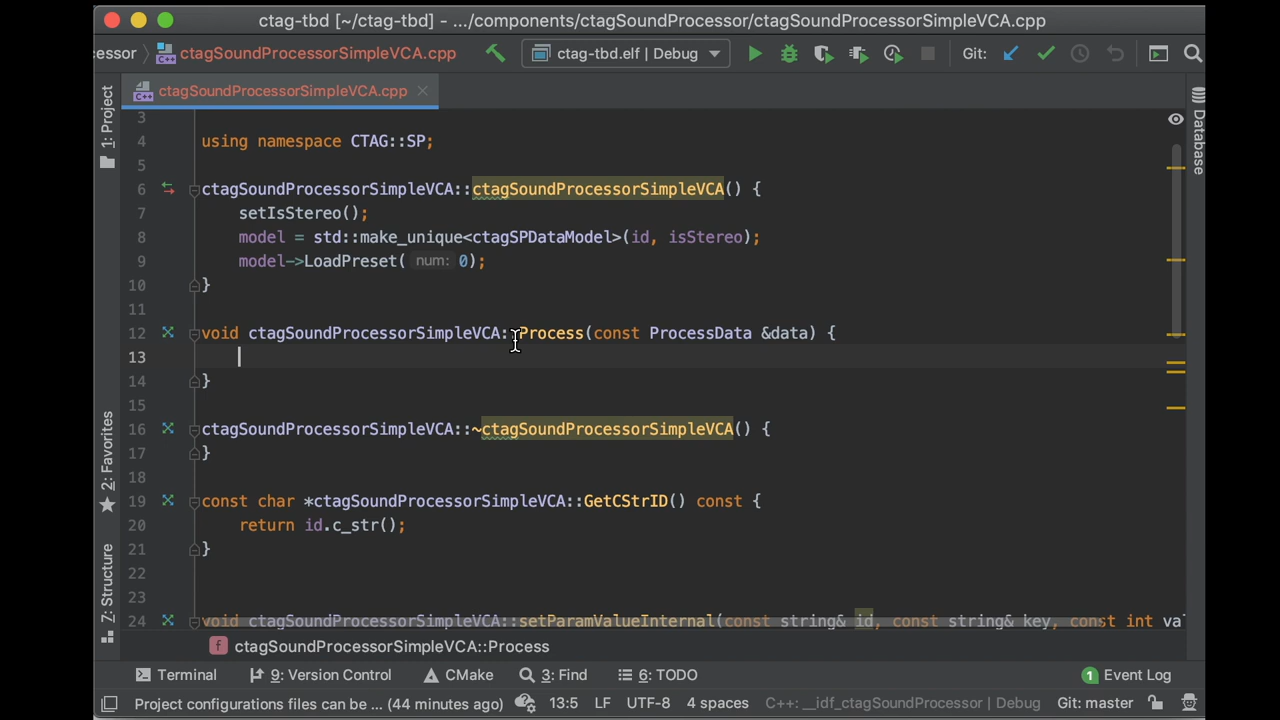 ctag-tbd [~/ctag-tbd] - .../components/ctagSoundProcessor/ctagSoundProcessorSimpleVCA.cpp
essor ctagSoundProcessorSimpleVCA.cpp ctag-tbd.elf | Debug Git:
1: Project
ctagSoundProcessorSimpleVCA.cpp
Database
3
4 using namespace CTAG::SP;
5
6 ctagSoundProcessorSimpleVCA::ctagSoundProcessorSimpleVCA() {
7 setIsStereo();
8 model = std::make_unique<ctagSPDataModel>(id, isStereo);
9 model->LoadPreset( num: 0);
10 }
11
12 void ctagSoundProcessorSimpleVCA::Process(const ProcessData &data) {
13
14 }
15
16 ctagSoundProcessorSimpleVCA::~ctagSoundProcessorSimpleVCA() {
17 }
18
19 const char *ctagSoundProcessorSimpleVCA::GetCStrID() const {
20 return id.c_str();
21 }
22
23
24 void ctagSoundProcessorSimpleVCA::setParamValueInternal(const string& id, const string& key, const int va
2: Favorites
7: Structure
f ctagSoundProcessorSimpleVCA::Process
Terminal 9: Version Control CMake 3: Find 6: TODO 1 Event Log
Project configurations files can be ... (44 minutes ago) 13:5 LF UTF-8 4 spaces C++: __idf_ctagSoundProcessor | Debug Git: master